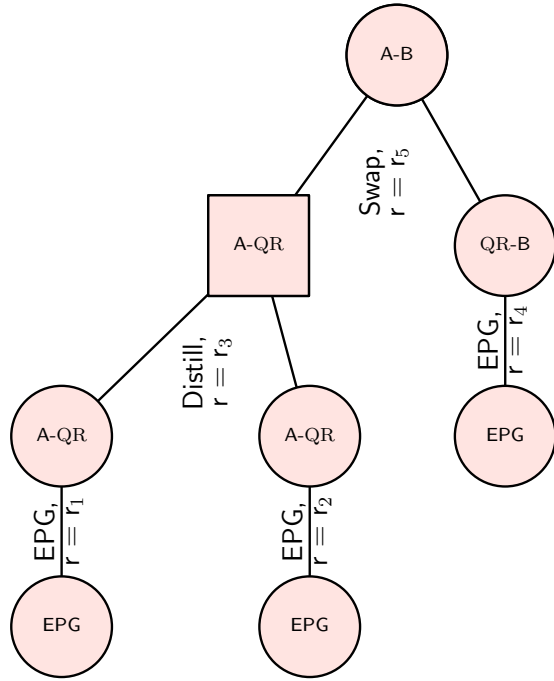 A-B
Swap,
r = r₅
A-QR
QR-B
Distill,
r = r₃
EPG,
r = r₄
A-QR
A-QR
EPG
EPG,
r = r₁
EPG,
r = r₂
EPG
EPG